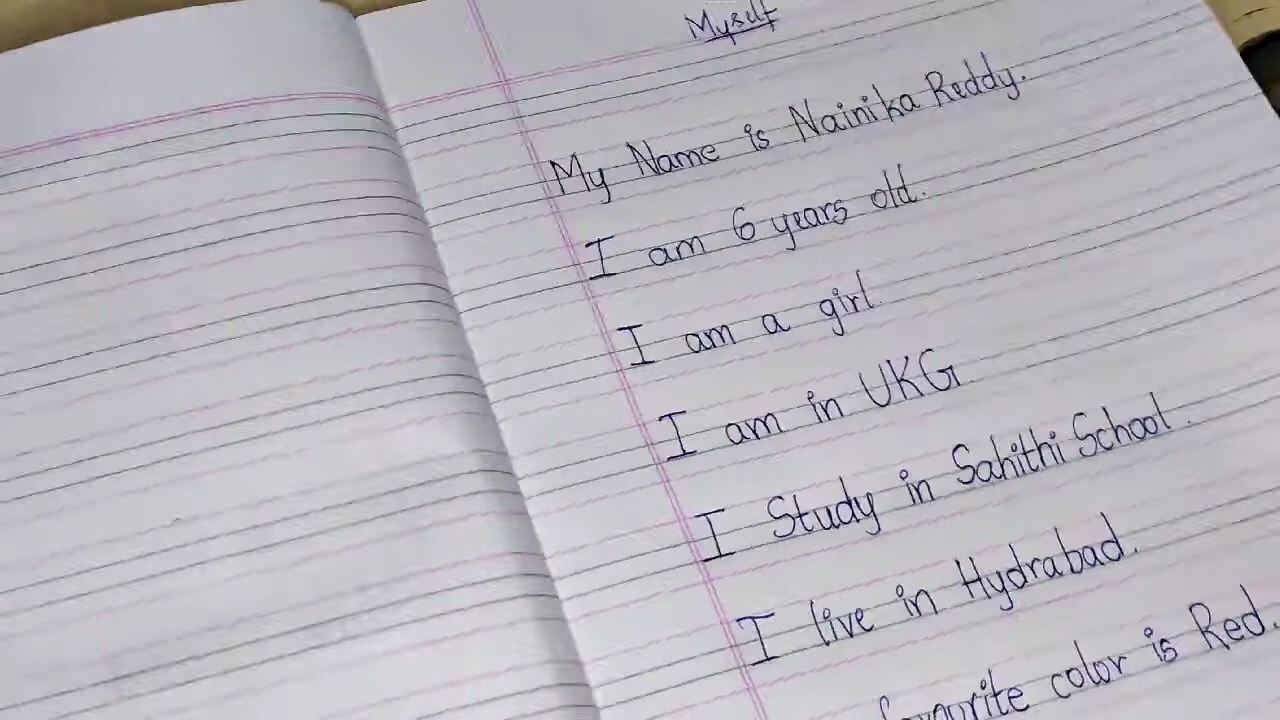 Myself
My Name is Nainika Reddy.
I am 6 years old.
I am a girl.
I am in UKG
I Study in Sahithi School.
I live in Hydrabad.
favourite color is Red.